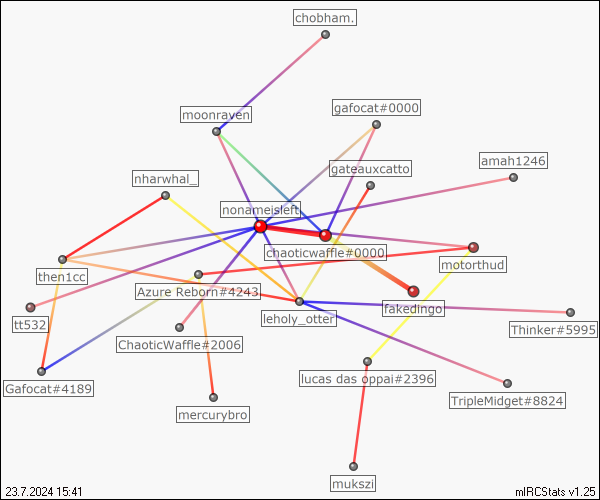 chobham.
moonraven
gafocat#0000
gateauxcatto
amah1246
nharwhal_
nonameisleft
chaoticwaffle#0000
motorthud
then1cc
Azure Reborn#4243
fakedingo
tt532
leholy_otter
ChaoticWaffle#2006
Thinker#5995
Gafocat#4189
lucas das oppai#2396
TripleMidget#8824
mercurybro
mukszi
23.7.2024 15:41
mIRCStats v1.25